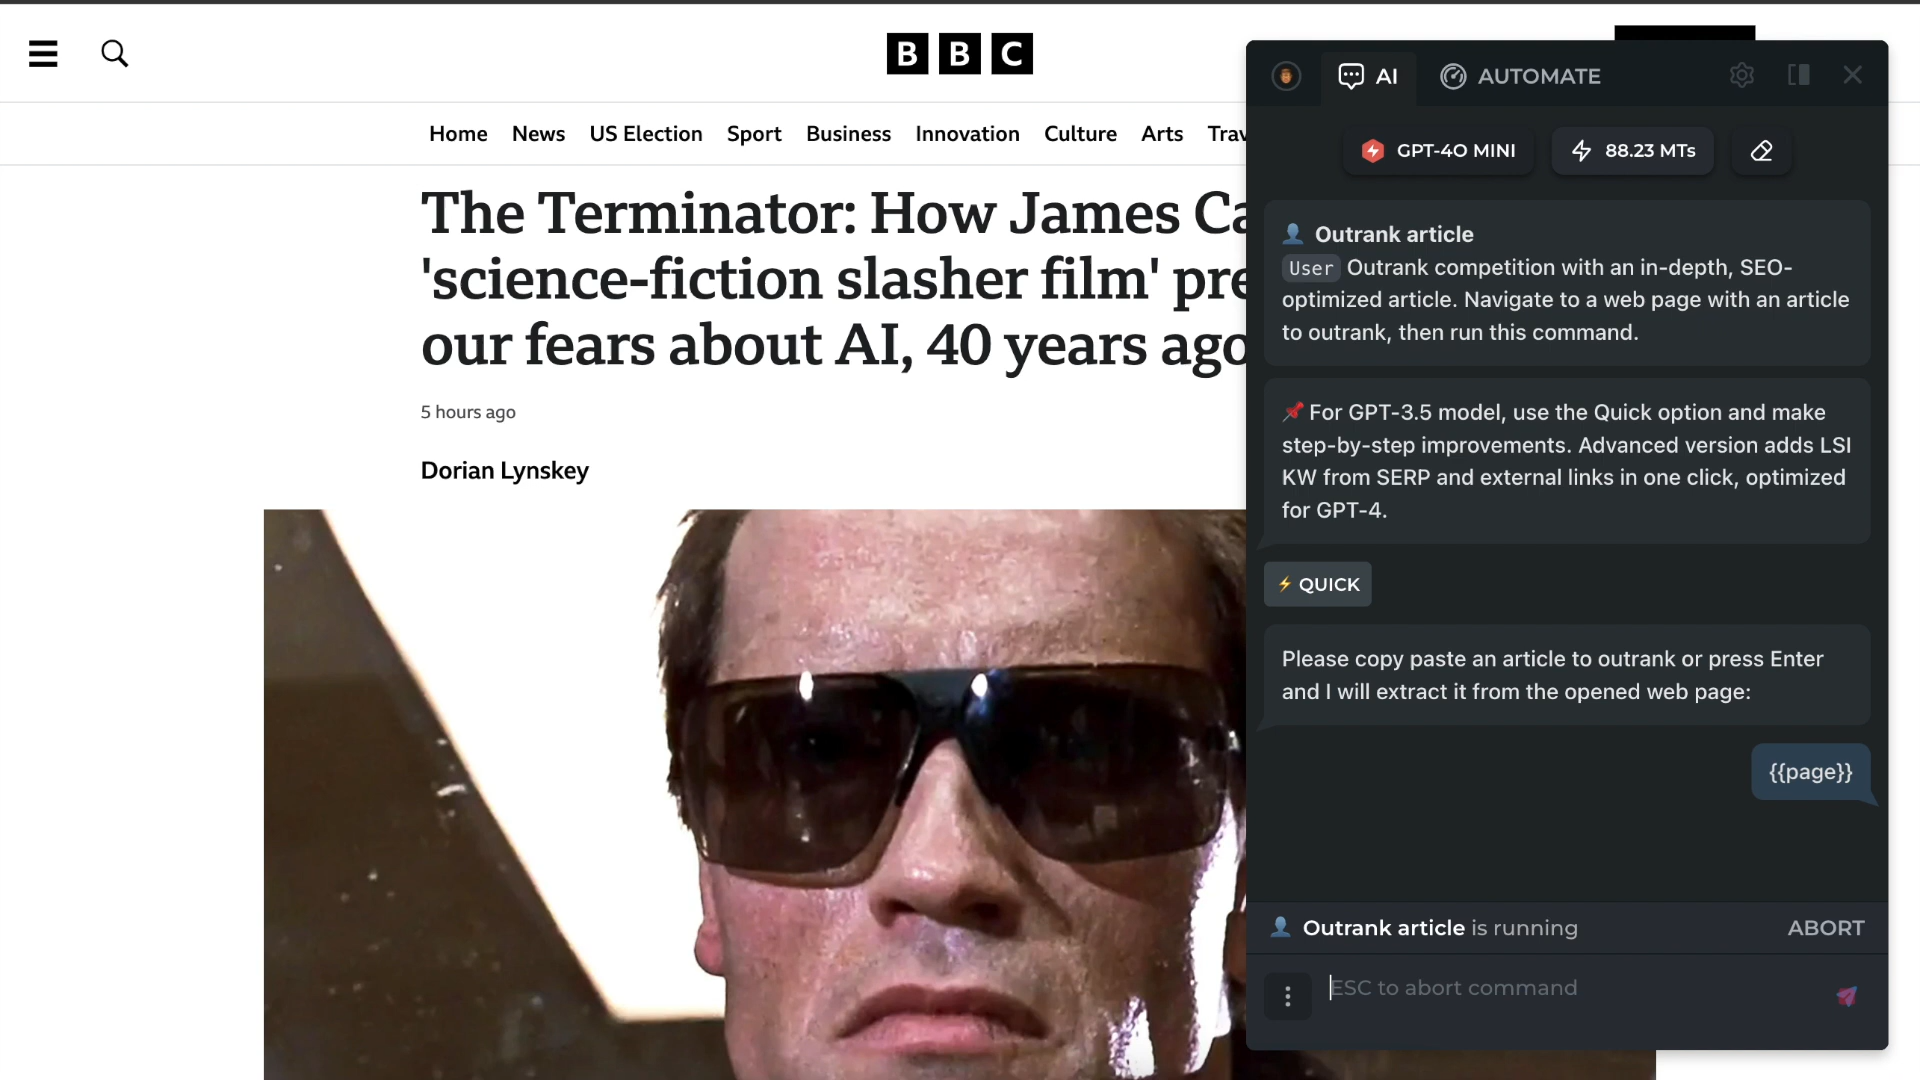 BBC
Home News US Election Sport Business Innovation Culture Arts
The Terminator: How James
'science-fiction slasher film'
our fears about AI, 40 years ago
5 hours ago
Dorian Lynskey
AI AUTOMATE
GPT-4O MINI 88.23 MTs
Outrank article
User Outrank competition with an in-depth, SEO-
optimized article. Navigate to a web page with an article
to outrank, then run this command.
For GPT-3.5 model, use the Quick option and make
step-by-step improvements. Advanced version adds LSI
KW from SERP and external links in one click, optimized
for GPT-4.
QUICK
Please copy paste an article to outrank or press Enter
and I will extract it from the opened web page:
{{page}}
Outrank article is running ABORT
ESC to abort command